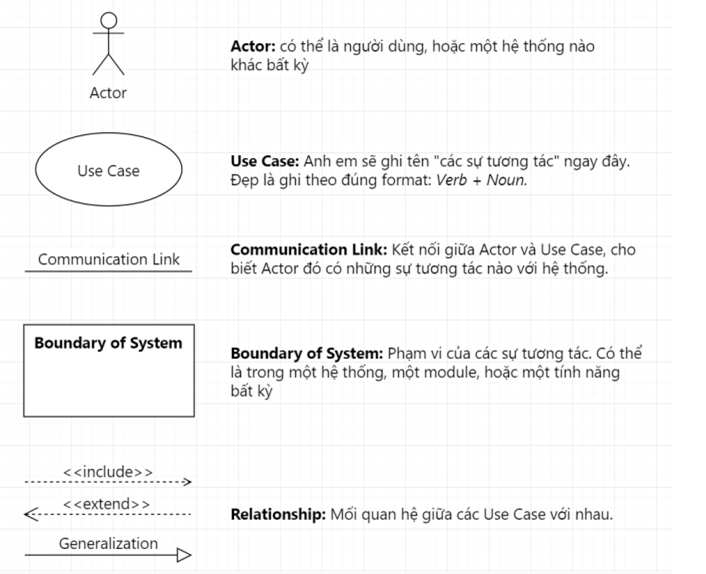 Actor
Actor: có thể là người dùng, hoặc một hệ thống nào
khác bất kỳ
Use Case
Use Case: Anh em sẽ ghi tên "các sự tương tác" ngay đây.
Đẹp là ghi theo đúng format: Verb + Noun.
Communication Link
Communication Link: Kết nối giữa Actor và Use Case, cho
biết Actor đó có những sự tương tác nào với hệ thống.
Boundary of System
Boundary of System: Phạm vi của các sự tương tác. Có thể
là trong một hệ thống, một module, hoặc một tính năng
bất kỳ
<<include>>
<<extend>>
Generalization
Relationship: Mối quan hệ giữa các Use Case với nhau.